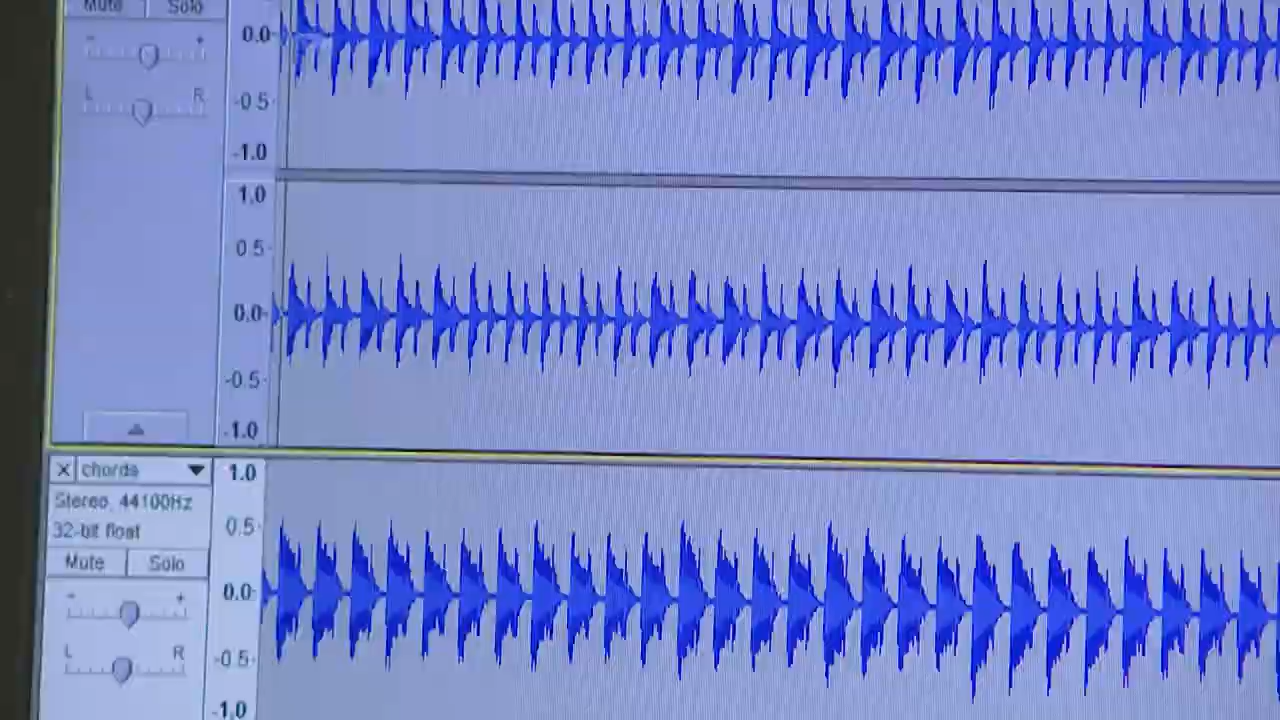 Mute Solo
0.0
- +
L R
-0.5
-1.0
1.0
0.5
0.0
-0.5
-1.0
X chords
1.0
Stereo, 44100Hz
0.5
32-bit float
Mute Solo
0.0
- +
L R
-0.5
-1.0